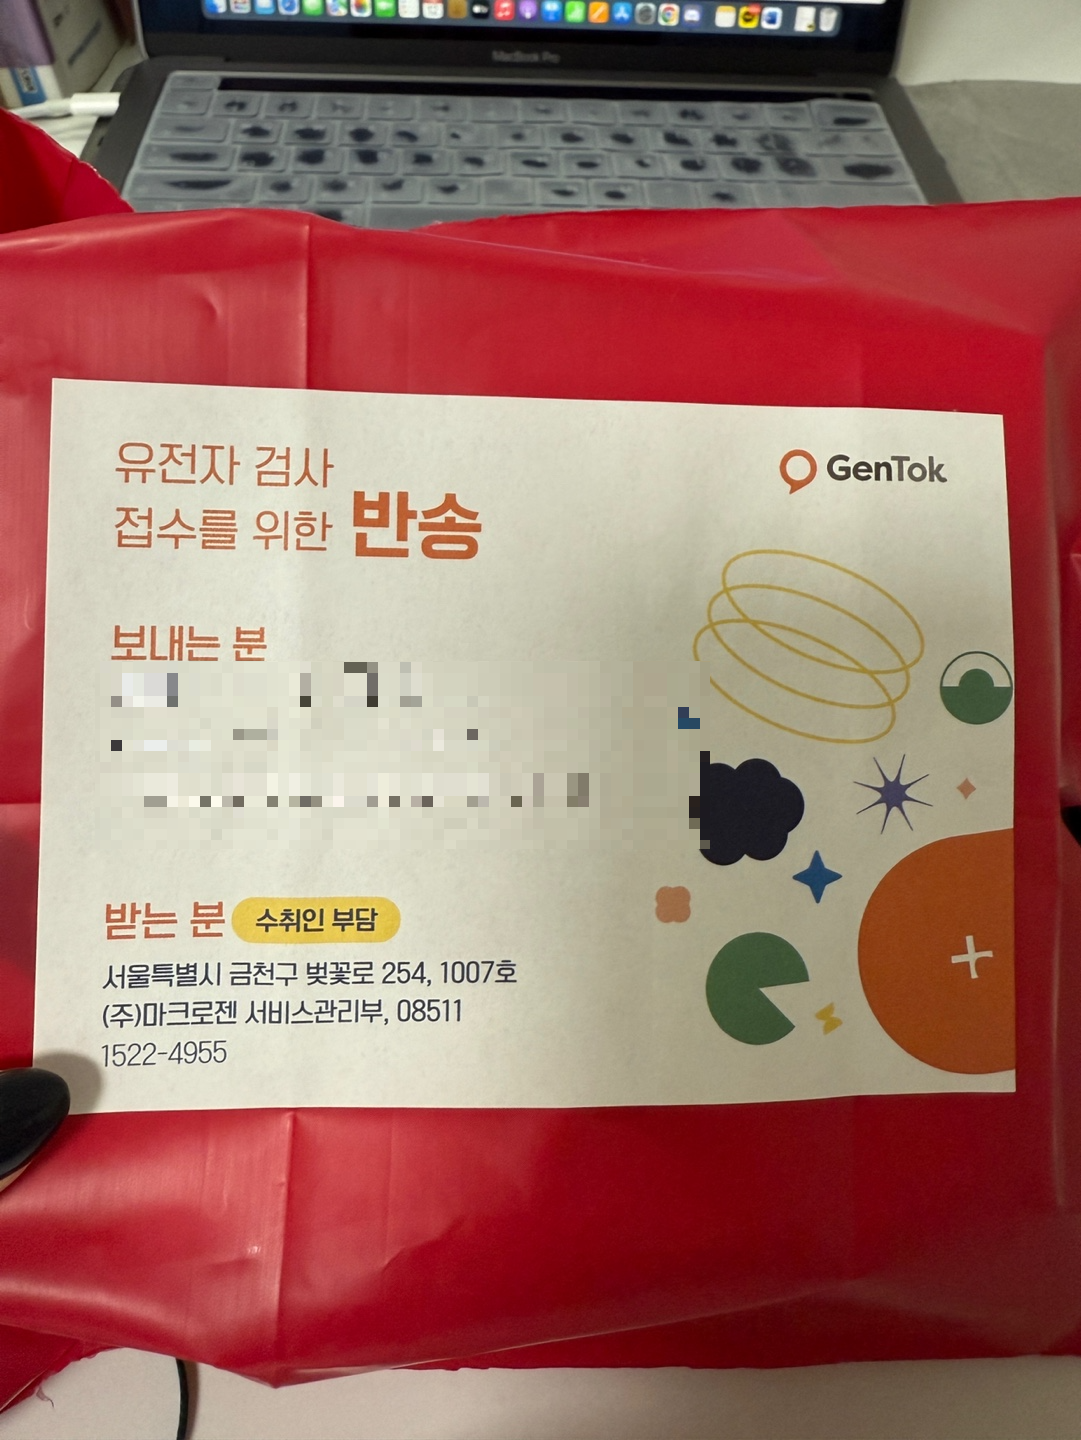 MacBook Pro
유전자 검사
접수를 위한 반송
GenTok
보내는 분
받는 분 수취인 부담
서울특별시 금천구 벚꽃로 254, 1007호
(주)마크로젠 서비스관리부, 08511
1522-4955